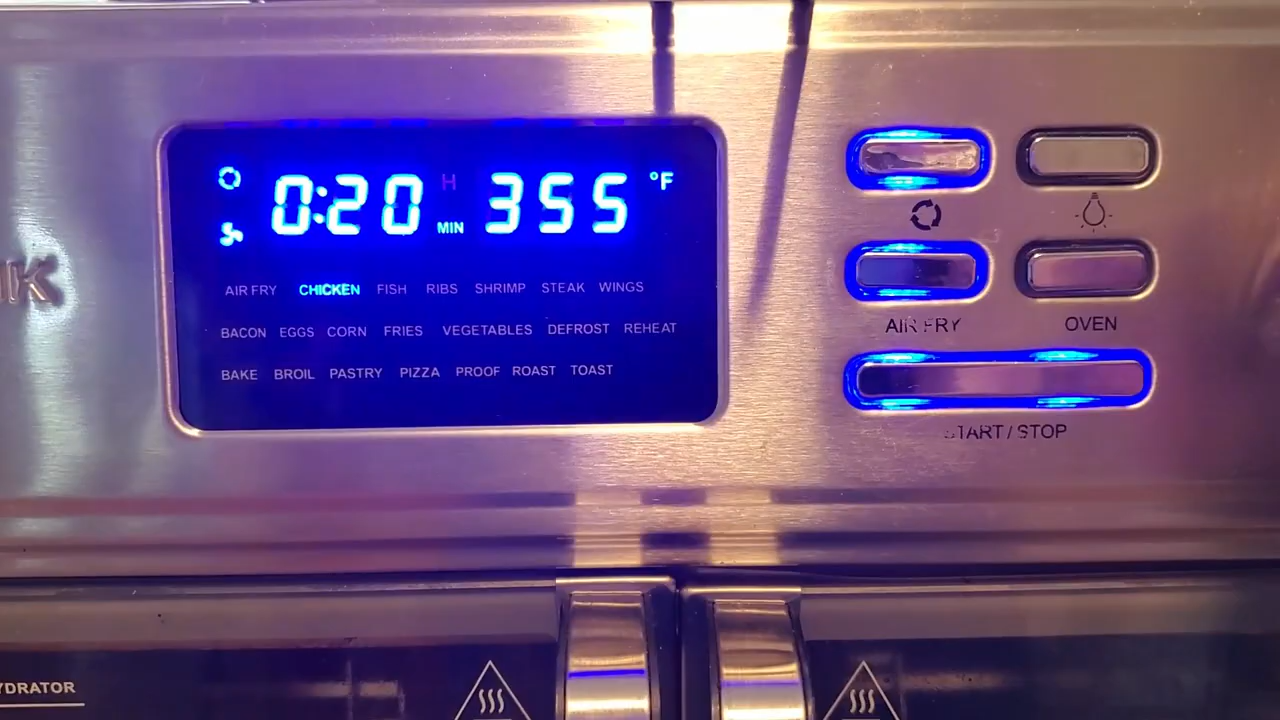 0:20 H MIN 355 °F
AIR FRY CHICKEN FISH RIBS SHRIMP STEAK WINGS
BACON EGGS CORN FRIES VEGETABLES DEFROST REHEAT
BAKE BROIL PASTRY PIZZA PROOF ROAST TOAST
AIR FRY OVEN
START/STOP